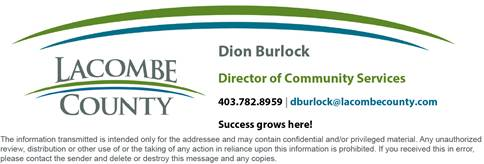 LACOMBE
COUNTY
Dion Burlock
Director of Community Services
403.782.8959 | dburlock@lacombecounty.com
Success grows here!
The information transmitted is intended only for the addressee and may contain confidential and/or privileged material. Any unauthorized
review, distribution or other use of or the taking of any action in reliance upon this information is prohibited. If you received this in error,
please contact the sender and delete or destroy this message and any copies.